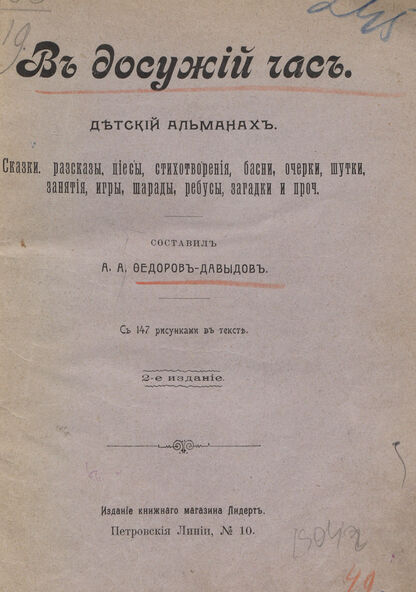 Въ досужій часъ.
ДѢТСКІЙ АЛЬМАНАХЪ.
Сказки. разсказы, піесы, стихотворенія, басни, очерки, шутки,
занятія, игры, шарады, ребусы, загадки и проч.
СОСТАВИЛЪ
А. А. ѲЕДОРОВЪ-ДАВЫДОВЪ.
Съ 147 рисунками въ текстѣ.
2-е изданіе.
Изданіе книжнаго магазина Лидертъ.
Петровскія Линіи, № 10.